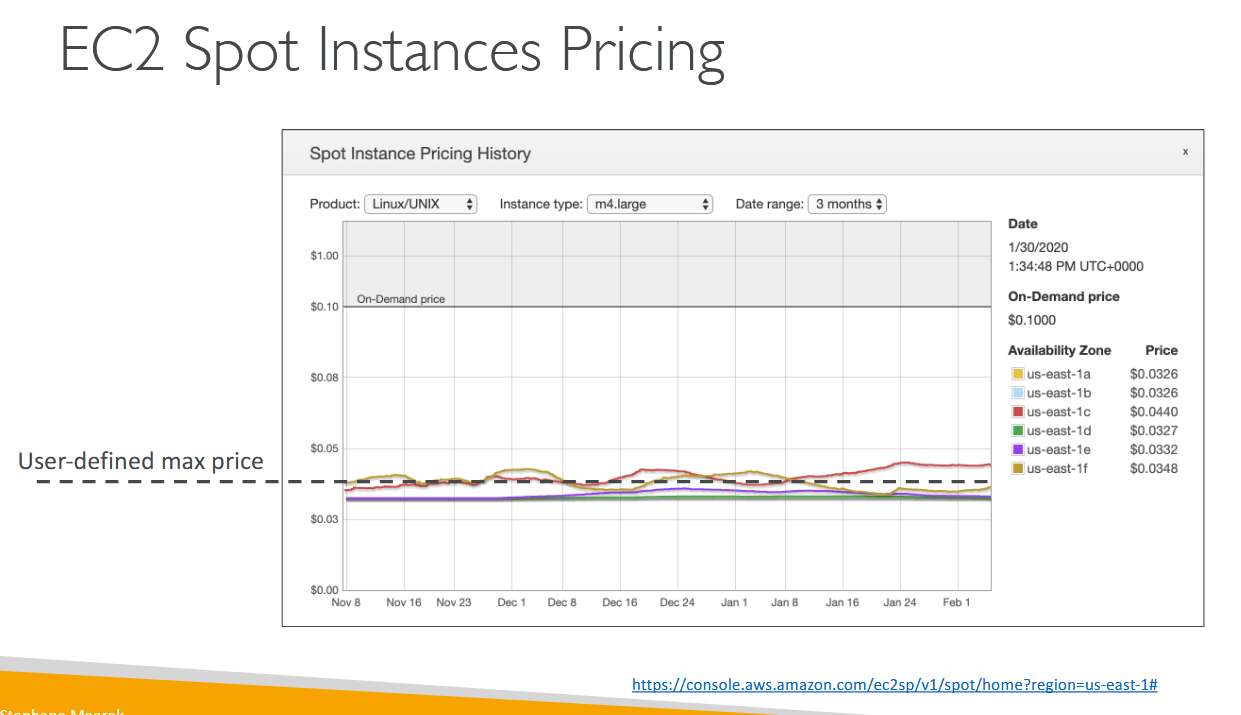 EC2 Spot Instances Pricing
Spot Instance Pricing History
x
Product: Linux/UNIX Instance type: m4.large Date range: 3 months
$1.00
On-Demand price
$0.10
$0.08
$0.05
$0.03
$0.00
Nov 8 Nov 16 Nov 23 Dec 1 Dec 8 Dec 16 Dec 24 Jan 1 Jan 8 Jan 16 Jan 24 Feb 1
Date
1/30/2020
1:34:48 PM UTC+0000
On-Demand price
$0.1000
Availability Zone Price
us-east-1a $0.0326
us-east-1b $0.0326
us-east-1c $0.0440
us-east-1d $0.0327
us-east-1e $0.0332
us-east-1f $0.0348
User-defined max price
https://console.aws.amazon.com/ec2sp/v1/spot/home?region=us-east-1#
Stephane Maarek